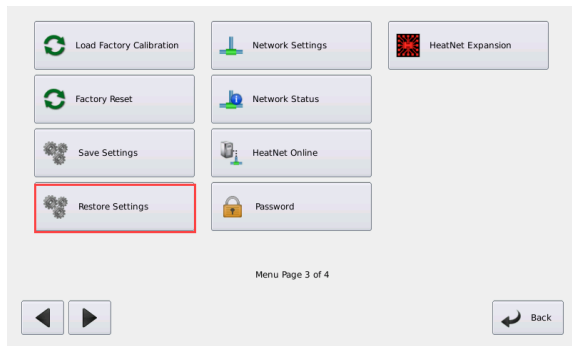 Load Factory Calibration
Network Settings
HeatNet Expansion
Factory Reset
Network Status
Save Settings
HeatNet Online
Restore Settings
Password
Menu Page 3 of 4
Back